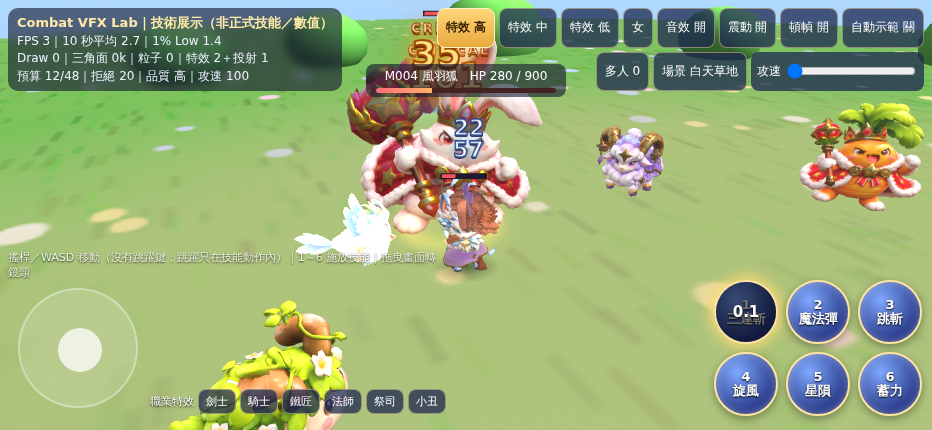 Combat VFX Lab｜技術展示（非正式技能／數值）
FPS 3｜10 秒平均 2.7｜1% Low 1.4
Draw 0｜三角面 0k｜粒子 0｜特效 2＋投射 1
預算 12/48｜拒絕 20｜品質 高｜攻速 100
特效 高
特效 中
特效 低
女
音效 開
震動 開
頓幀 開
自動示範 關
多人 0
場景 白天草地
攻速
M004 風羽狐 HP 280 / 900
22
57
搖桿／WASD 移動（沒有跳躍鍵；跳躍只在技能動作內）｜1～6 施放技能｜拖曳畫面轉
鏡頭
0.1
1
三連斬
2
魔法彈
3
跳斬
4
旋風
5
星隕
6
蓄力
職業特效
劍士
騎士
鐵匠
法師
祭司
小丑